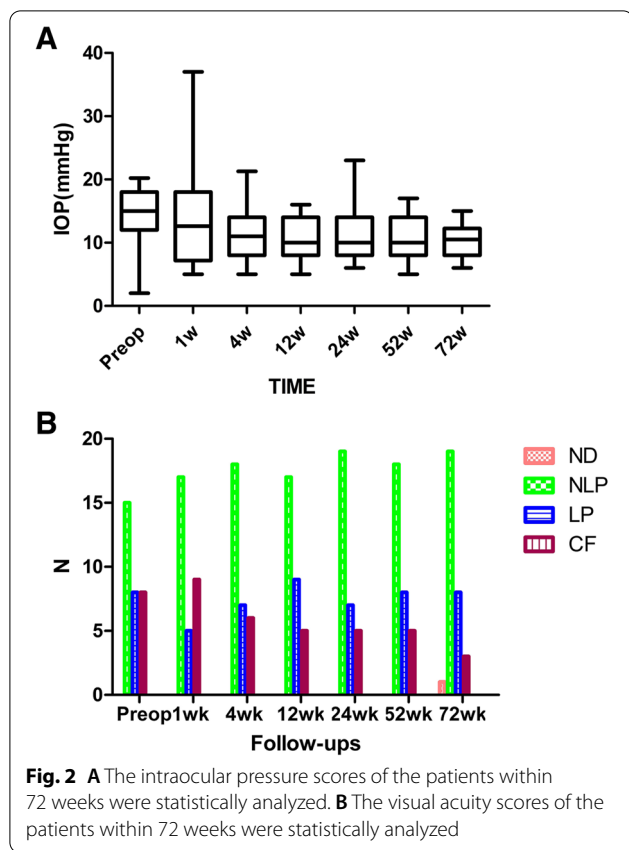 A
IOP(mmHg)
40
30
20
10
0
Preop 1w 4w 12w 24w 52w 72w
TIME
B
N
20
15
10
5
0
Preop 1wk 4wk 12wk 24wk 52wk 72wk
Follow-ups
ND
NLP
LP
CF
Fig. 2 A The intraocular pressure scores of the patients within
72 weeks were statistically analyzed. B The visual acuity scores of the
patients within 72 weeks were statistically analyzed